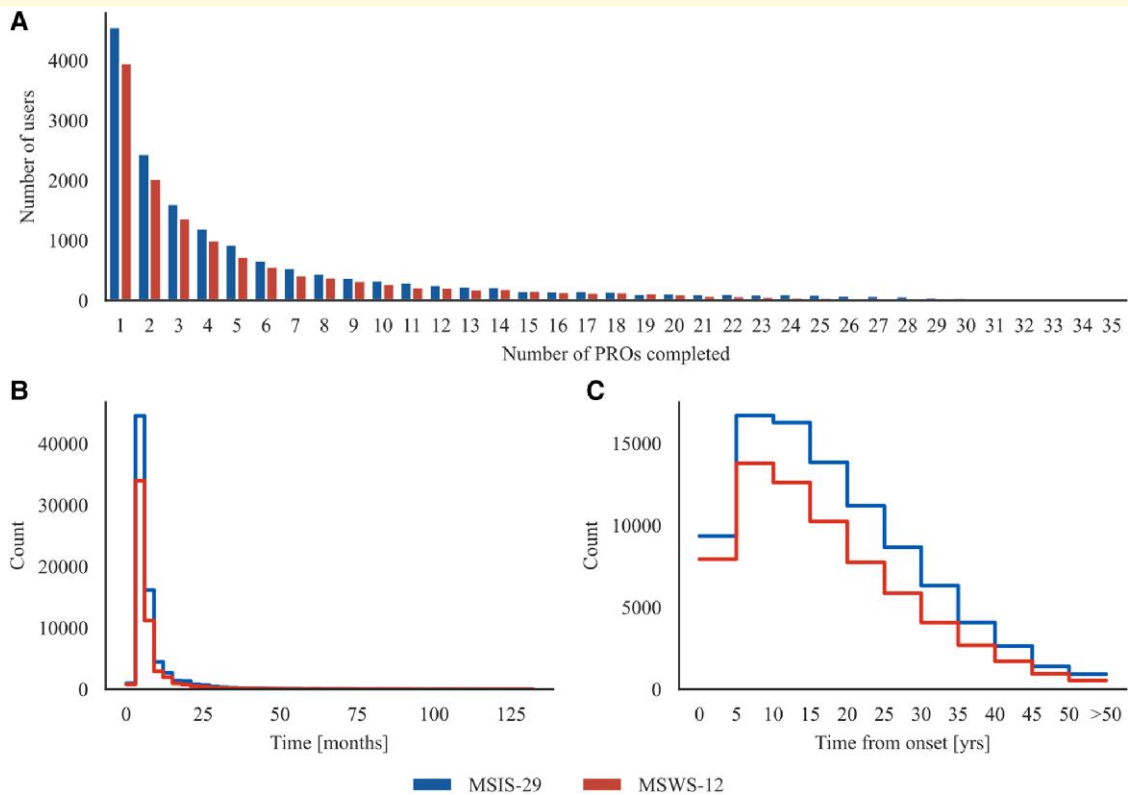 A
Number of users
4000
3000
2000
1000
0
1 2 3 4 5 6 7 8 9 10 11 12 13 14 15 16 17 18 19 20 21 22 23 24 25 26 27 28 29 30 31 32 33 34 35
Number of PROs completed
B
Count
40000
30000
20000
10000
0
0 25 50 75 100 125
Time [months]
C
Count
15000
10000
5000
0
0 5 10 15 20 25 30 35 40 45 50 >50
Time from onset [yrs]
MSIS-29 MSWS-12